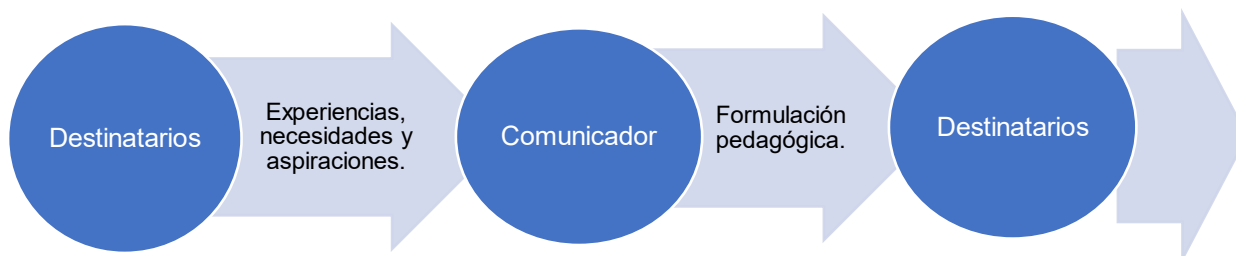 Destinatarios
Experiencias,
necesidades y
aspiraciones.
Comunicador
Formulación
pedagógica.
Destinatarios